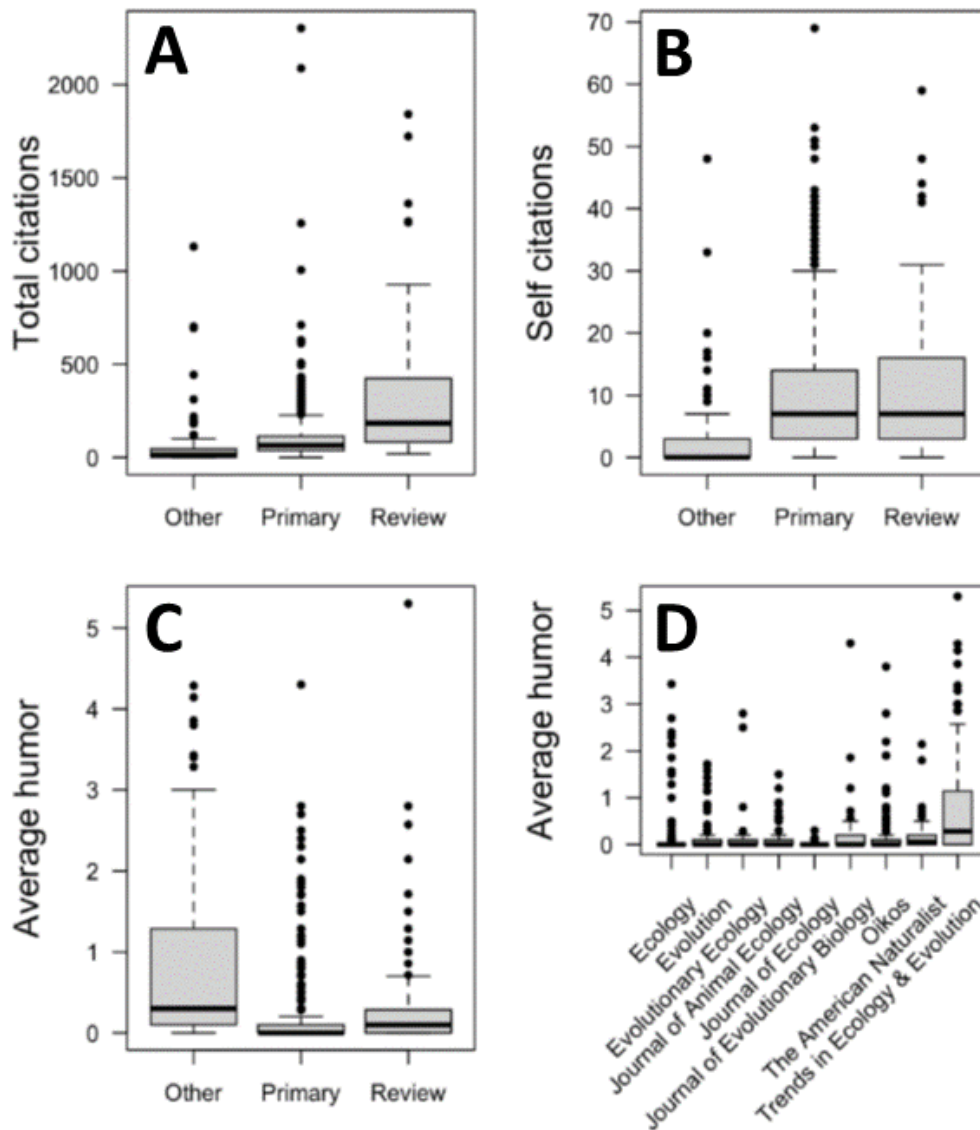 A
Total citations
2000
1500
1000
500
0
Other Primary Review
B
Self citations
70
60
50
40
30
20
10
0
Other Primary Review
C
Average humor
5
4
3
2
1
0
Other Primary Review
D
Average humor
5
4
3
2
1
0
Ecology
Evolution
Evolutionary Ecology
Journal of Animal Ecology
Journal of Ecology
Journal of Evolutionary Biology
Oikos
The American Naturalist
Trends in Ecology & Evolution